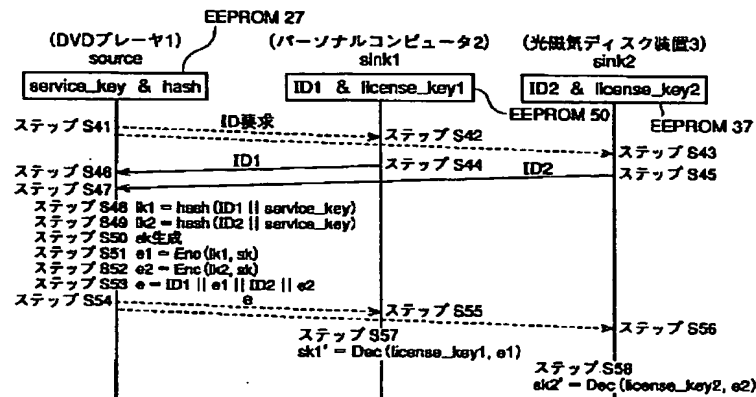 EEPROM 27
(DVDプレーヤ1) (パーソナルコンピュータ2) (光磁気ディスク装置3)
source sink1 sink2
service_key & hash ID1 & license_key1 ID2 & license_key2
EEPROM 50 EEPROM 37
ステップ S41 ID要求 ステップ S42
ステップ S43
ステップ S46 ID1 ステップ S44
ステップ S47 ID2 ステップ S45
ステップ S48 lk1 = hash(ID1 || service_key)
ステップ S49 lk2 = hash(ID2 || service_key)
ステップ S50 sk生成
ステップ S51 e1 = Enc(lk1, sk)
ステップ S52 e2 = Enc(lk2, sk)
ステップ S53 e = ID1 || e1 || ID2 || e2
ステップ S54 e ステップ S55
ステップ S56
ステップ S57
sk1' = Dec(license_key1, e1)
ステップ S58
sk2' = Dec(license_key2, e2)